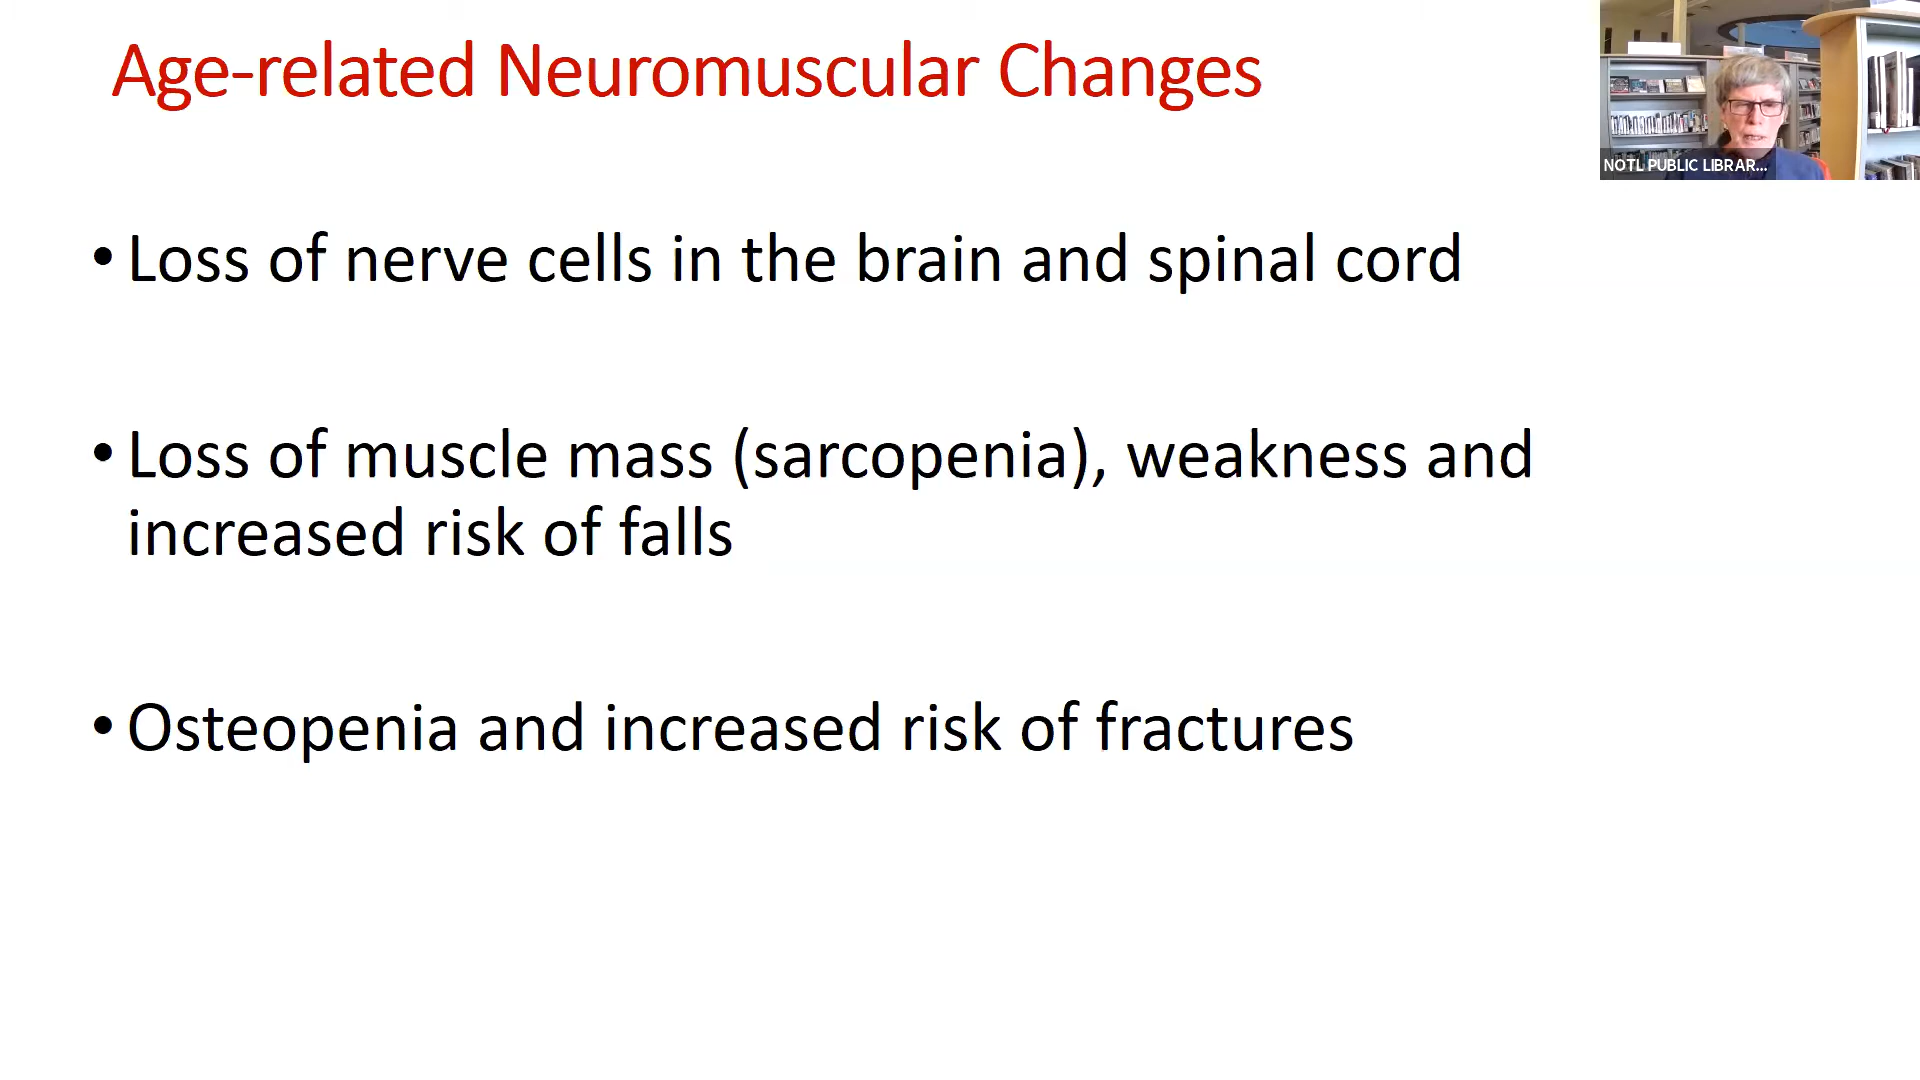 Age-related Neuromuscular Changes
NOTL PUBLIC LIBRAR...
• Loss of nerve cells in the brain and spinal cord
• Loss of muscle mass (sarcopenia), weakness and
increased risk of falls
• Osteopenia and increased risk of fractures